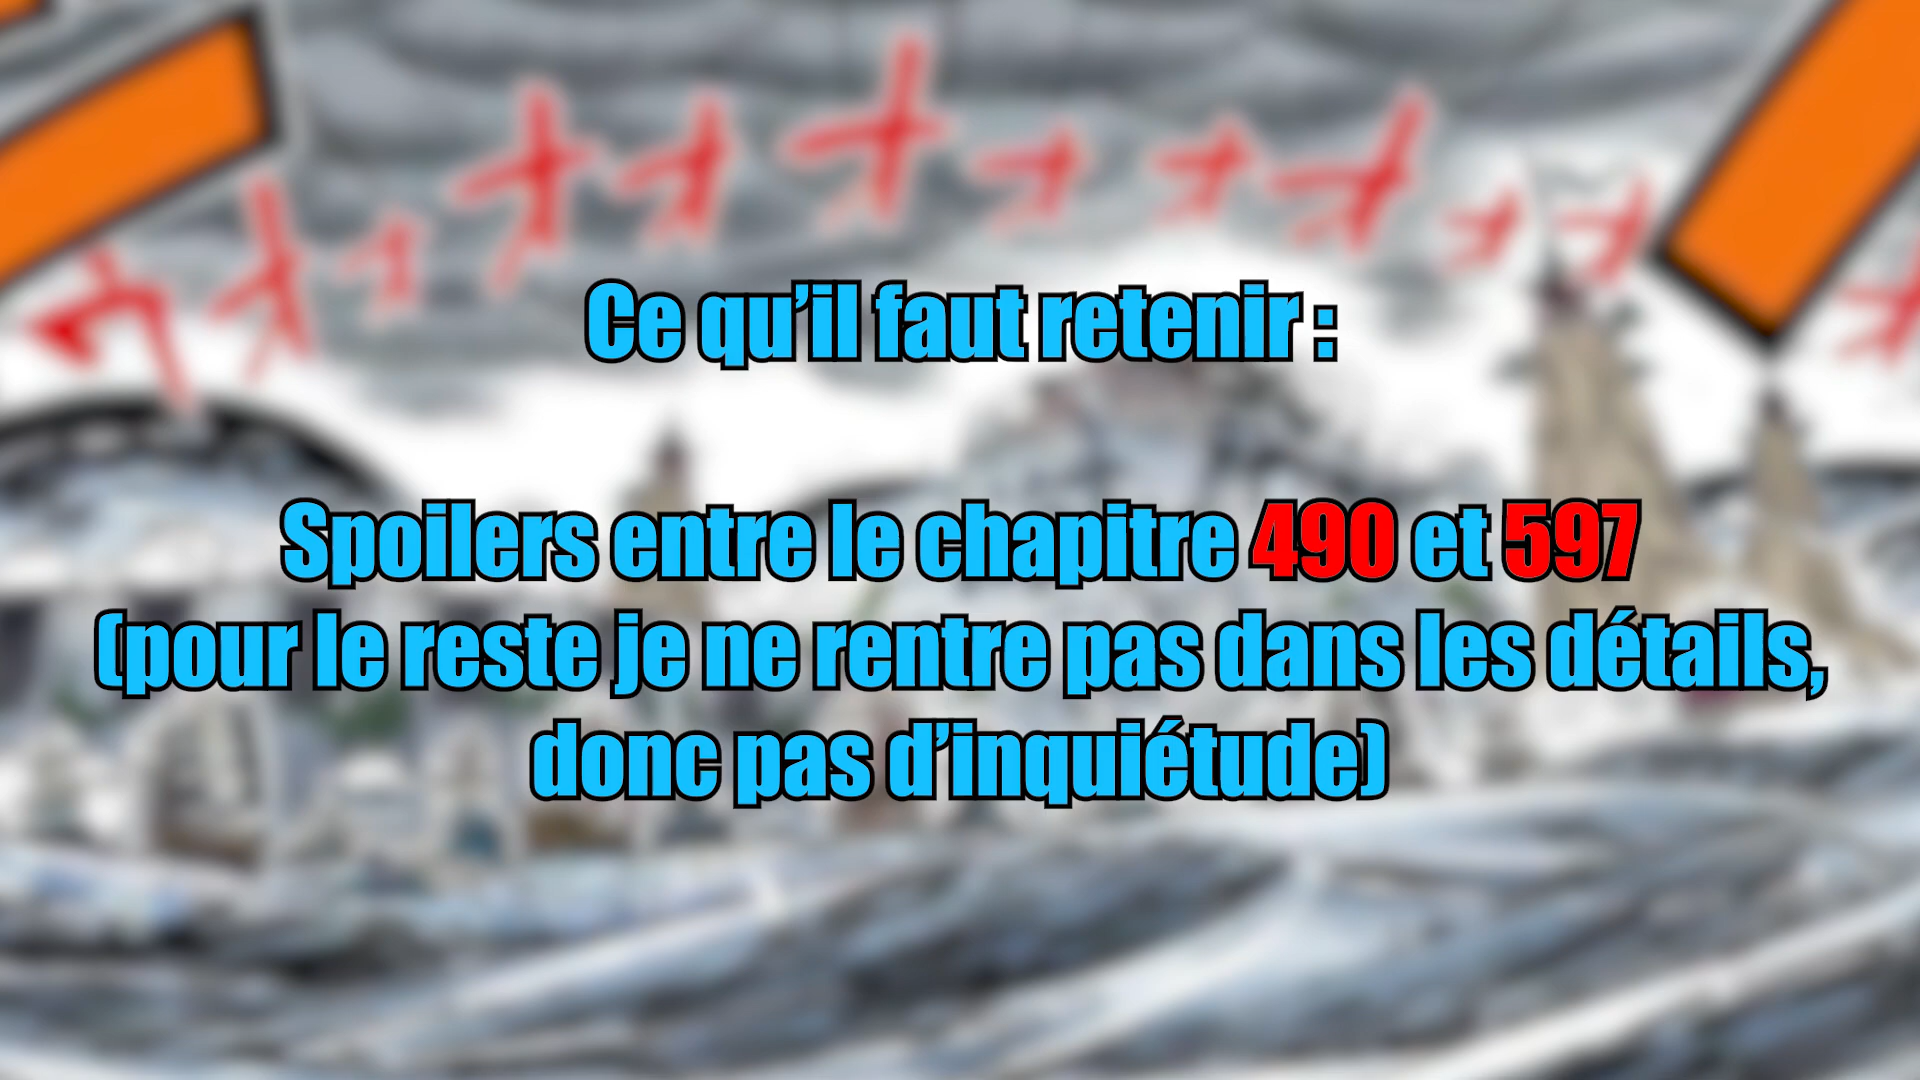 Ce qu’il faut retenir :
Spoilers entre le chapitre 490 et 597
(pour le reste je ne rentre pas dans les détails,
donc pas d’inquiétude)